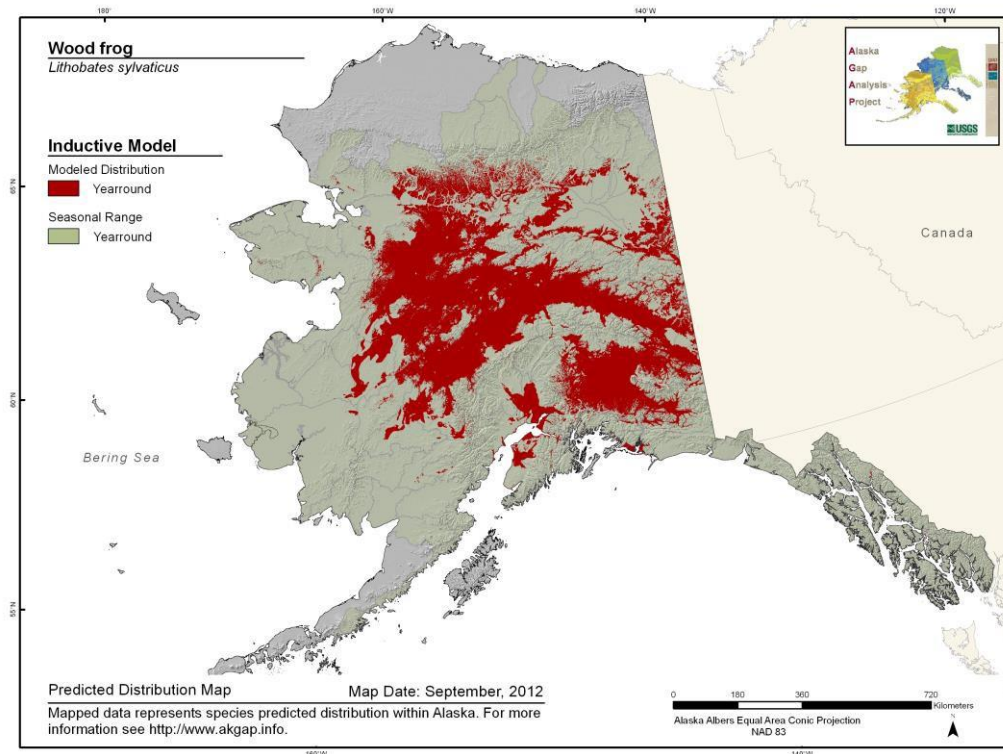 160°W
140°W
120°W
Wood frog
Lithobates sylvaticus
Alaska
Gap
Analysis
Project
USGS
Inductive Model
Modeled Distribution
Yearround
Seasonal Range
Yearround
65°N
Canada
60°N
Bering Sea
55°N
Predicted Distribution Map Map Date: September, 2012
Mapped data represents species predicted distribution within Alaska. For more
information see http://www.akgap.info.
0 180 360 720
Kilometers
Alaska Albers Equal Area Conic Projection
NAD 83
N
160°W
140°W